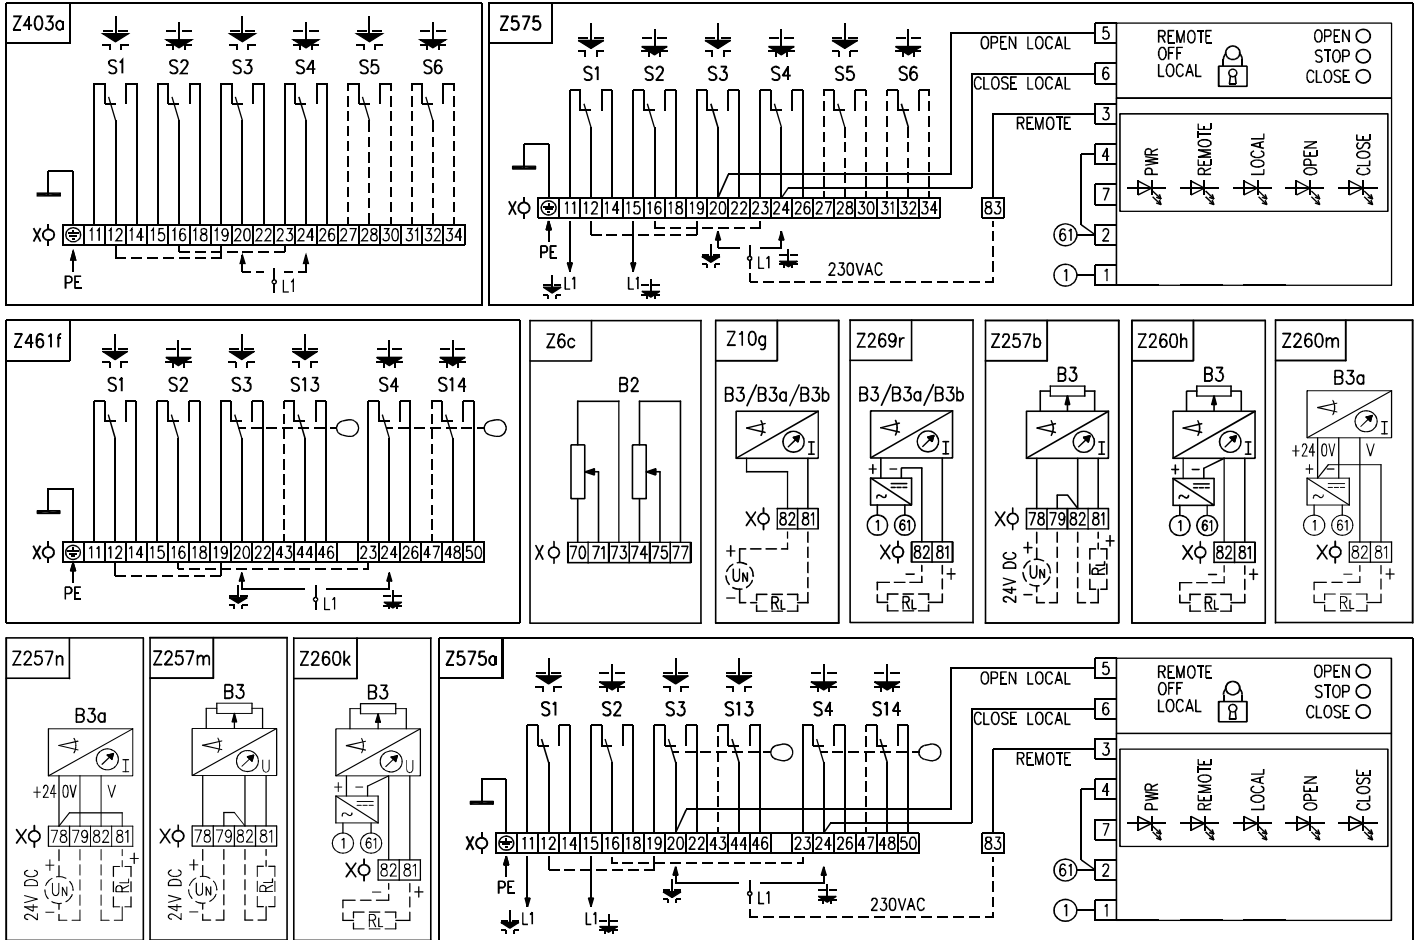 Z403a
S1 S2 S3 S4 S5 S6
X 11 12 14 15 16 18 19 20 22 23 24 26 27 28 30 31 32 34
PE
L1
Z575
S1 S2 S3 S4 S5 S6
X 11 12 14 15 16 18 19 20 22 23 24 26 27 28 30 31 32 34 83
PE
L1 L1 L1
230VAC
OPEN LOCAL
CLOSE LOCAL
REMOTE
5
6
3
4
7
61 2
1 1
REMOTE
OFF
LOCAL
OPEN
STOP
CLOSE
PWR
REMOTE
LOCAL
OPEN
CLOSE
Z461f
S1 S2 S3 S13 S4 S14
X 11 12 14 15 16 18 19 20 22 43 44 46 23 24 26 47 48 50
PE
L1
Z6c
B2
X 70 71 73 74 75 77
Z10g
B3/B3a/B3b
I
X 82 81
+
UN
-
RL
Z269r
B3/B3a/B3b
I
+ -
1 61
X 82 81
- +
RL
Z257b
B3
I
X 78 79 82 81
24V DC
+
UN
-
RL
+
Z260h
B3
I
+ -
1 61
X 82 81
- +
RL
Z260m
B3a
I
+24 0V V
1 61
82 81
- +
RL
Z257n
B3a
I
+24 0V V
X 78 79 82 81
24V DC
+
UN
-
RL
+
Z257m
B3
U
X 78 79 82 81
24V DC
+
UN
-
RL
+
Z260k
B3
U
+ -
1 61
X 82 81
- +
RL
Z575a
S1 S2 S3 S13 S4 S14
X 11 12 14 15 16 18 19 20 22 43 44 46 23 24 26 47 48 50 83
PE
L1 L1 L1
230VAC
OPEN LOCAL
CLOSE LOCAL
REMOTE
5
6
3
4
7
61 2
1 1
REMOTE
OFF
LOCAL
OPEN
STOP
CLOSE
PWR
REMOTE
LOCAL
OPEN
CLOSE